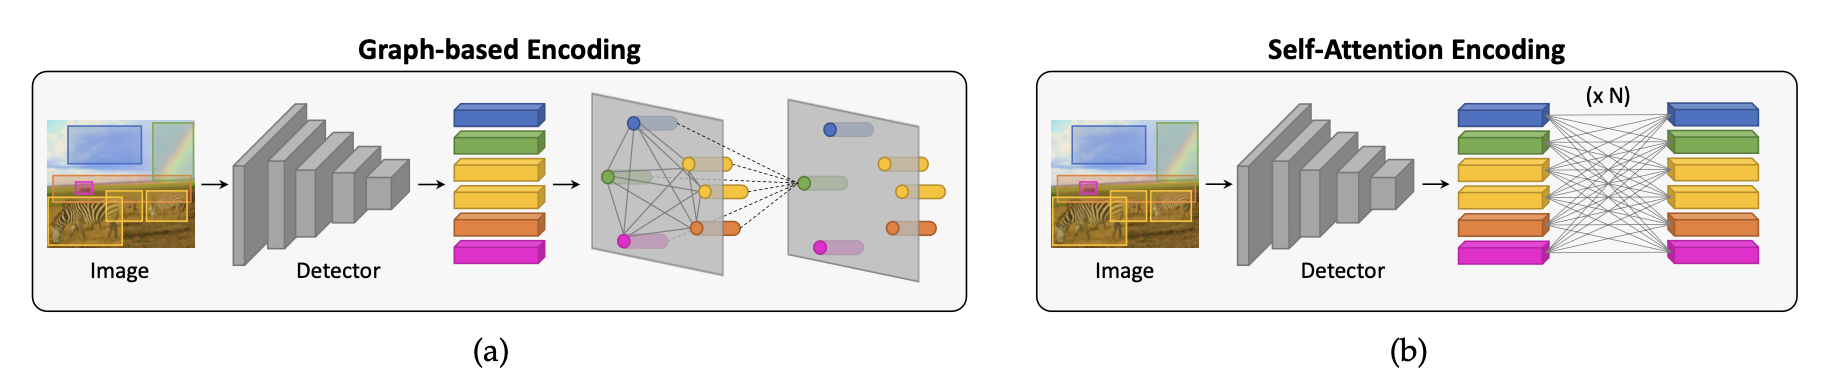 Graph-based Encoding
Image
Detector
(a)
Self-Attention Encoding
(x N)
Image
Detector
(b)